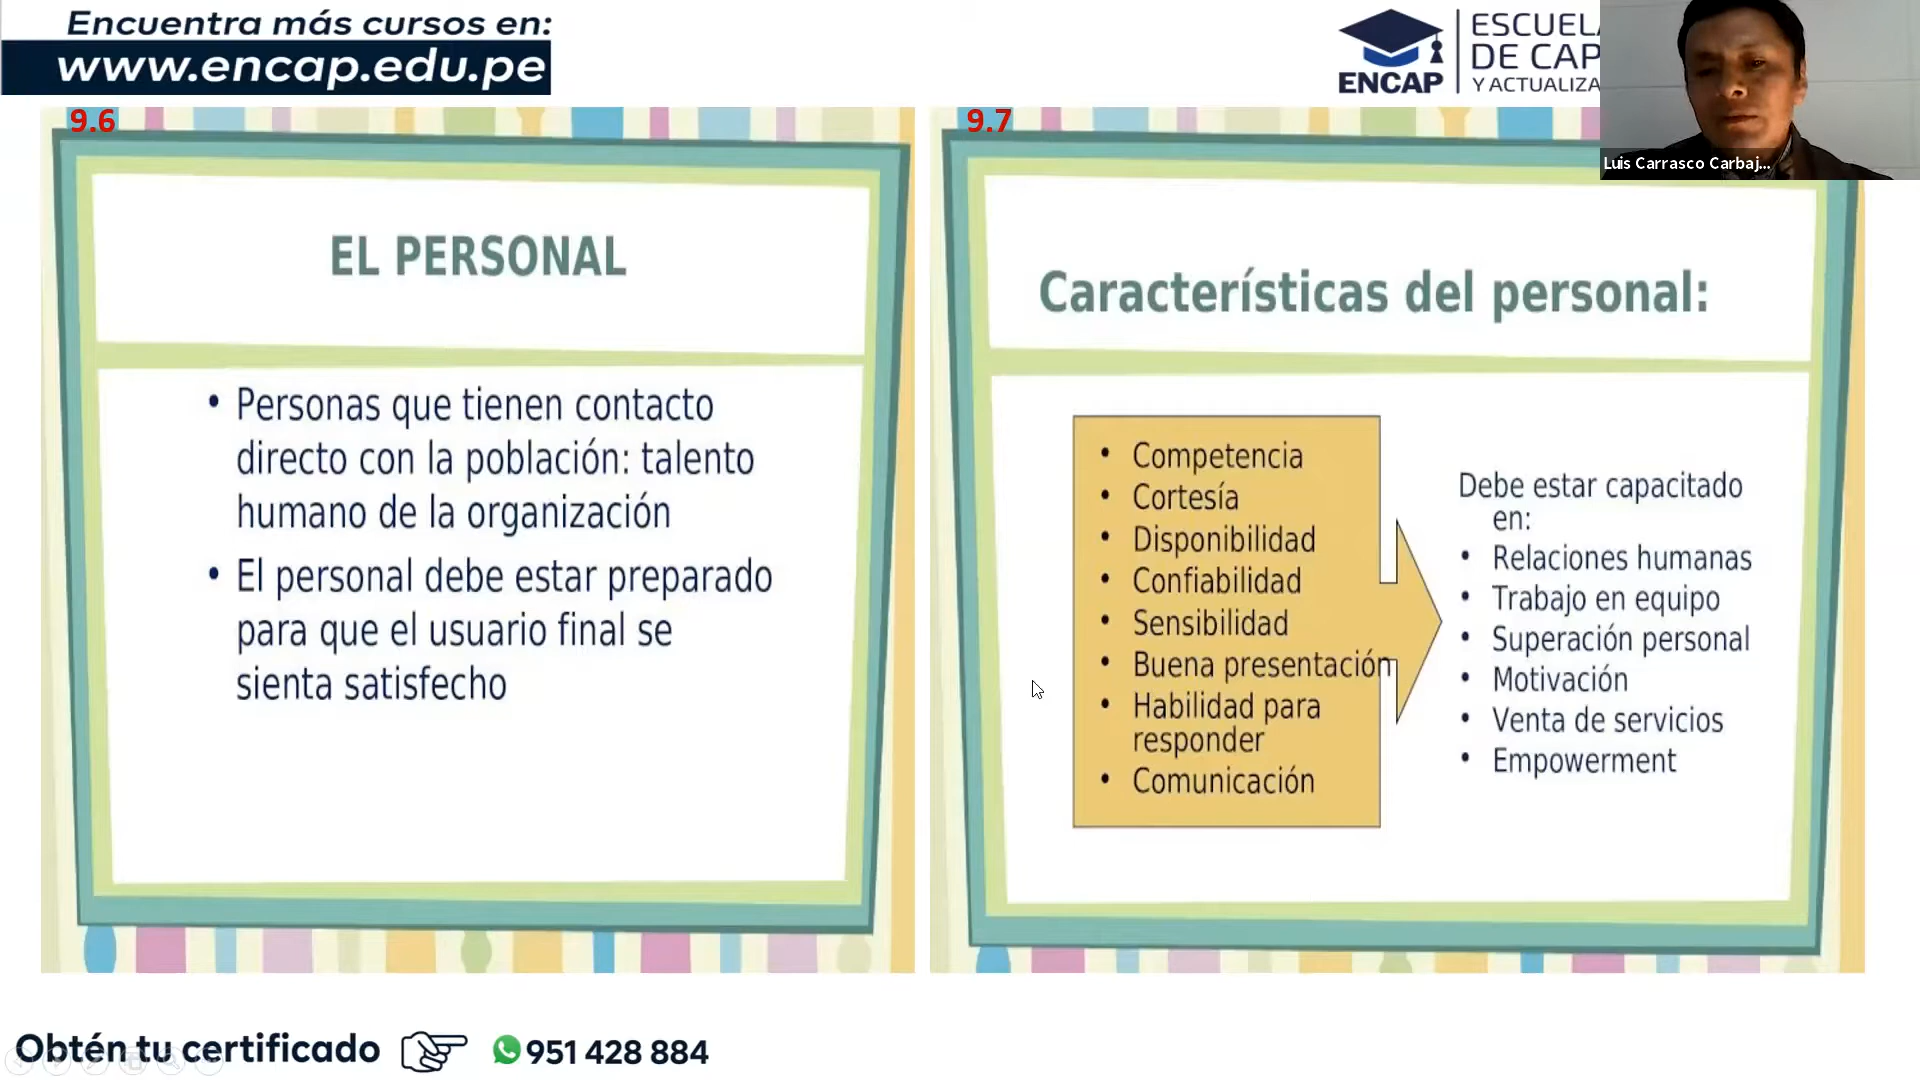 Encuentra más cursos en:
www.encap.edu.pe
ENCAP
ESCUEL
DE CAP
Y ACTUALIZA
Luis Carrasco Carbaj...
9.6
EL PERSONAL
• Personas que tienen contacto
directo con la población: talento
humano de la organización
• El personal debe estar preparado
para que el usuario final se
sienta satisfecho
9.7
Características del personal:
• Competencia
• Cortesía
• Disponibilidad
• Confiabilidad
• Sensibilidad
• Buena presentación
• Habilidad para
responder
• Comunicación
Debe estar capacitado
en:
• Relaciones humanas
• Trabajo en equipo
• Superación personal
• Motivación
• Venta de servicios
• Empowerment
Obtén tu certificado
951 428 884